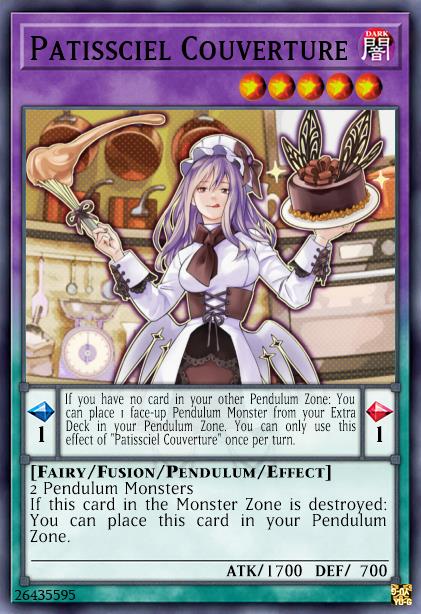 PATISSCIEL COUVERTURE
DARK
闇
If you have no card in your other Pendulum Zone: You
can place 1 face-up Pendulum Monster from your Extra
Deck in your Pendulum Zone. You can only use this
effect of "Patissciel Couverture" once per turn.
1
1
[FAIRY/FUSION/PENDULUM/EFFECT]
2 Pendulum Monsters
If this card in the Monster Zone is destroyed:
You can place this card in your Pendulum
Zone.
ATK/1700 DEF/ 700
26435595